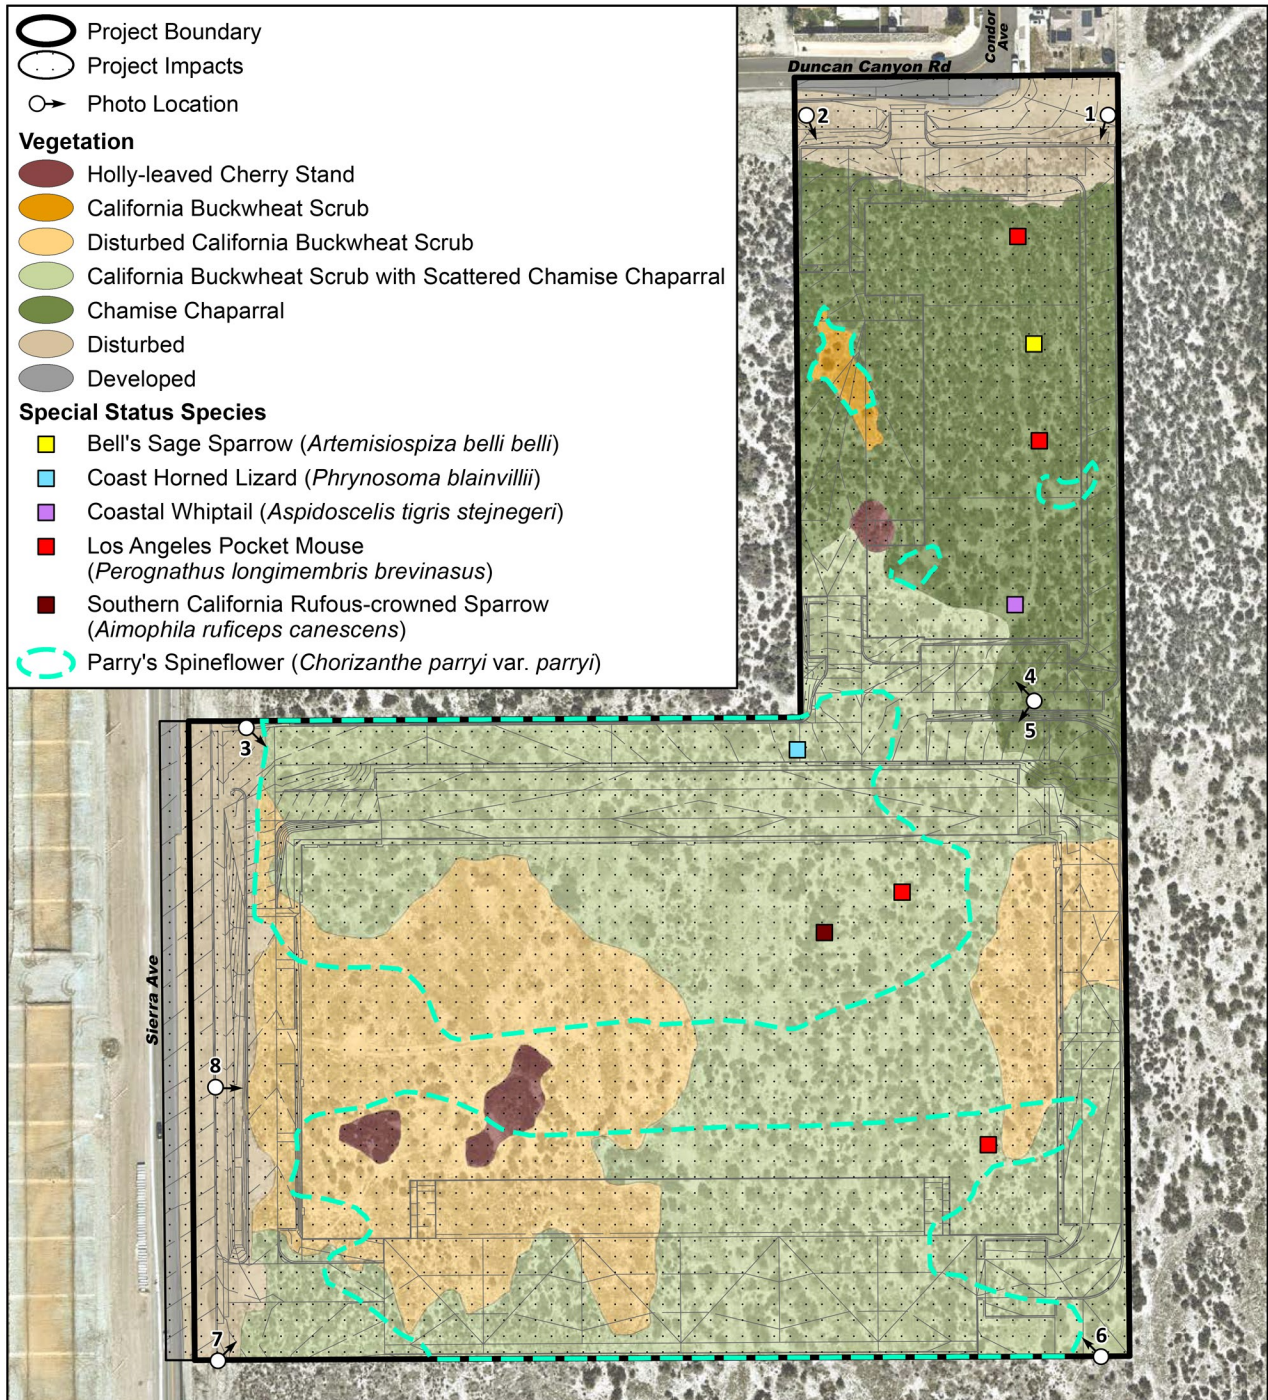 Project Boundary
Project Impacts
Photo Location
Vegetation
Holly-leaved Cherry Stand
California Buckwheat Scrub
Disturbed California Buckwheat Scrub
California Buckwheat Scrub with Scattered Chamise Chaparral
Chamise Chaparral
Disturbed
Developed
Special Status Species
Bell's Sage Sparrow (Artemisiospiza belli belli)
Coast Horned Lizard (Phrynosoma blainvillii)
Coastal Whiptail (Aspidoscelis tigris stejnegeri)
Los Angeles Pocket Mouse
(Perognathus longimembris brevinasus)
Southern California Rufous-crowned Sparrow
(Aimophila ruficeps canescens)
Parry's Spineflower (Chorizanthe parryi var. parryi)
Condor
Ave
Duncan Canyon Rd
2
1
4
5
3
Sierra Ave
8
7
6